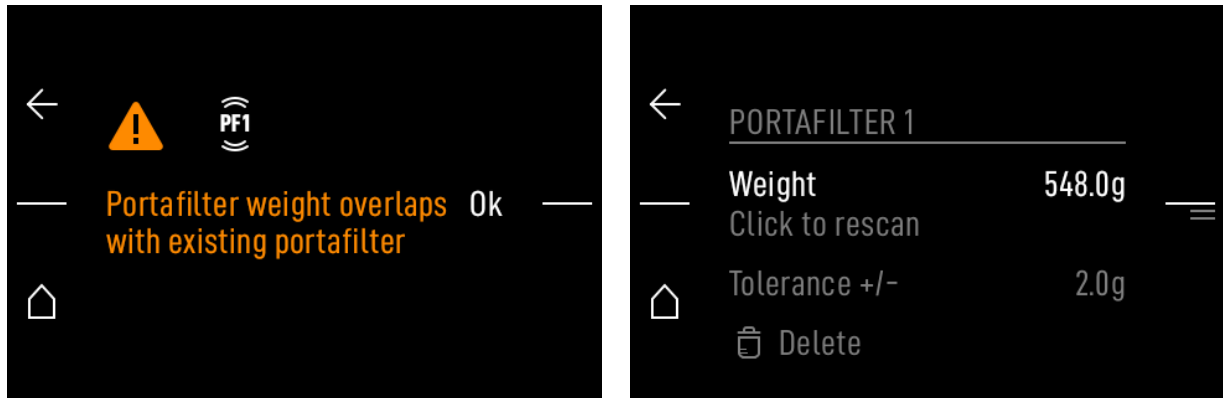 PF1
Portafilter weight overlaps Ok
with existing portafilter
PORTAFILTER 1
Weight 548.0g
Click to rescan
Tolerance +/- 2.0g
Delete